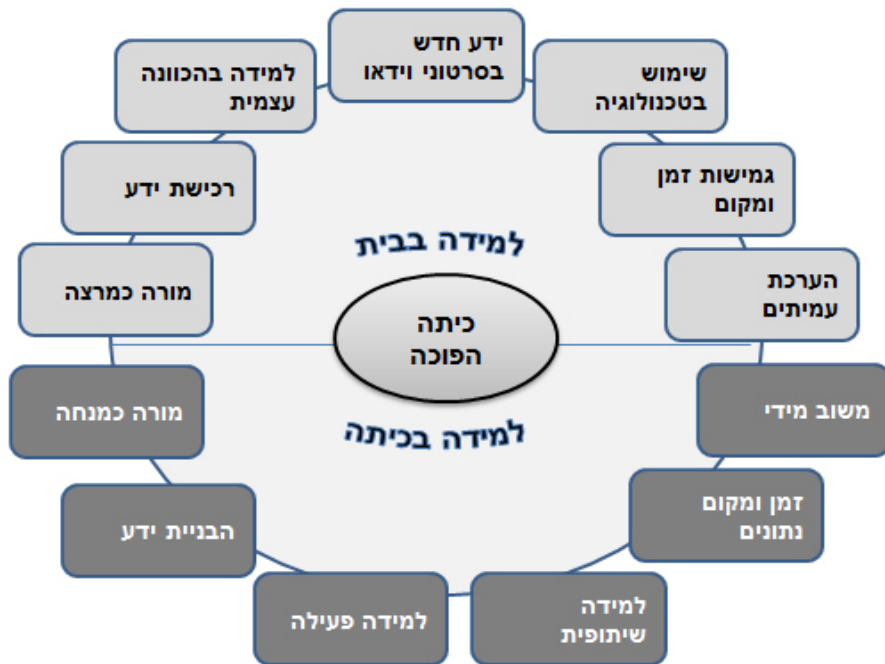 ידע חדש
בסרטוני וידאו
שימוש
בטכנולוגיה
למידה בהכוונה
עצמית
גמישות זמן
ומקום
רכישת ידע
הערכת
עמיתים
מורה כמרצה
למידה בבית
כיתה
הפוכה
למידה בכיתה
משוב מידי
מורה כמנחה
זמן ומקום
נתונים
הבניית ידע
למידה
שיתופית
למידה פעילה